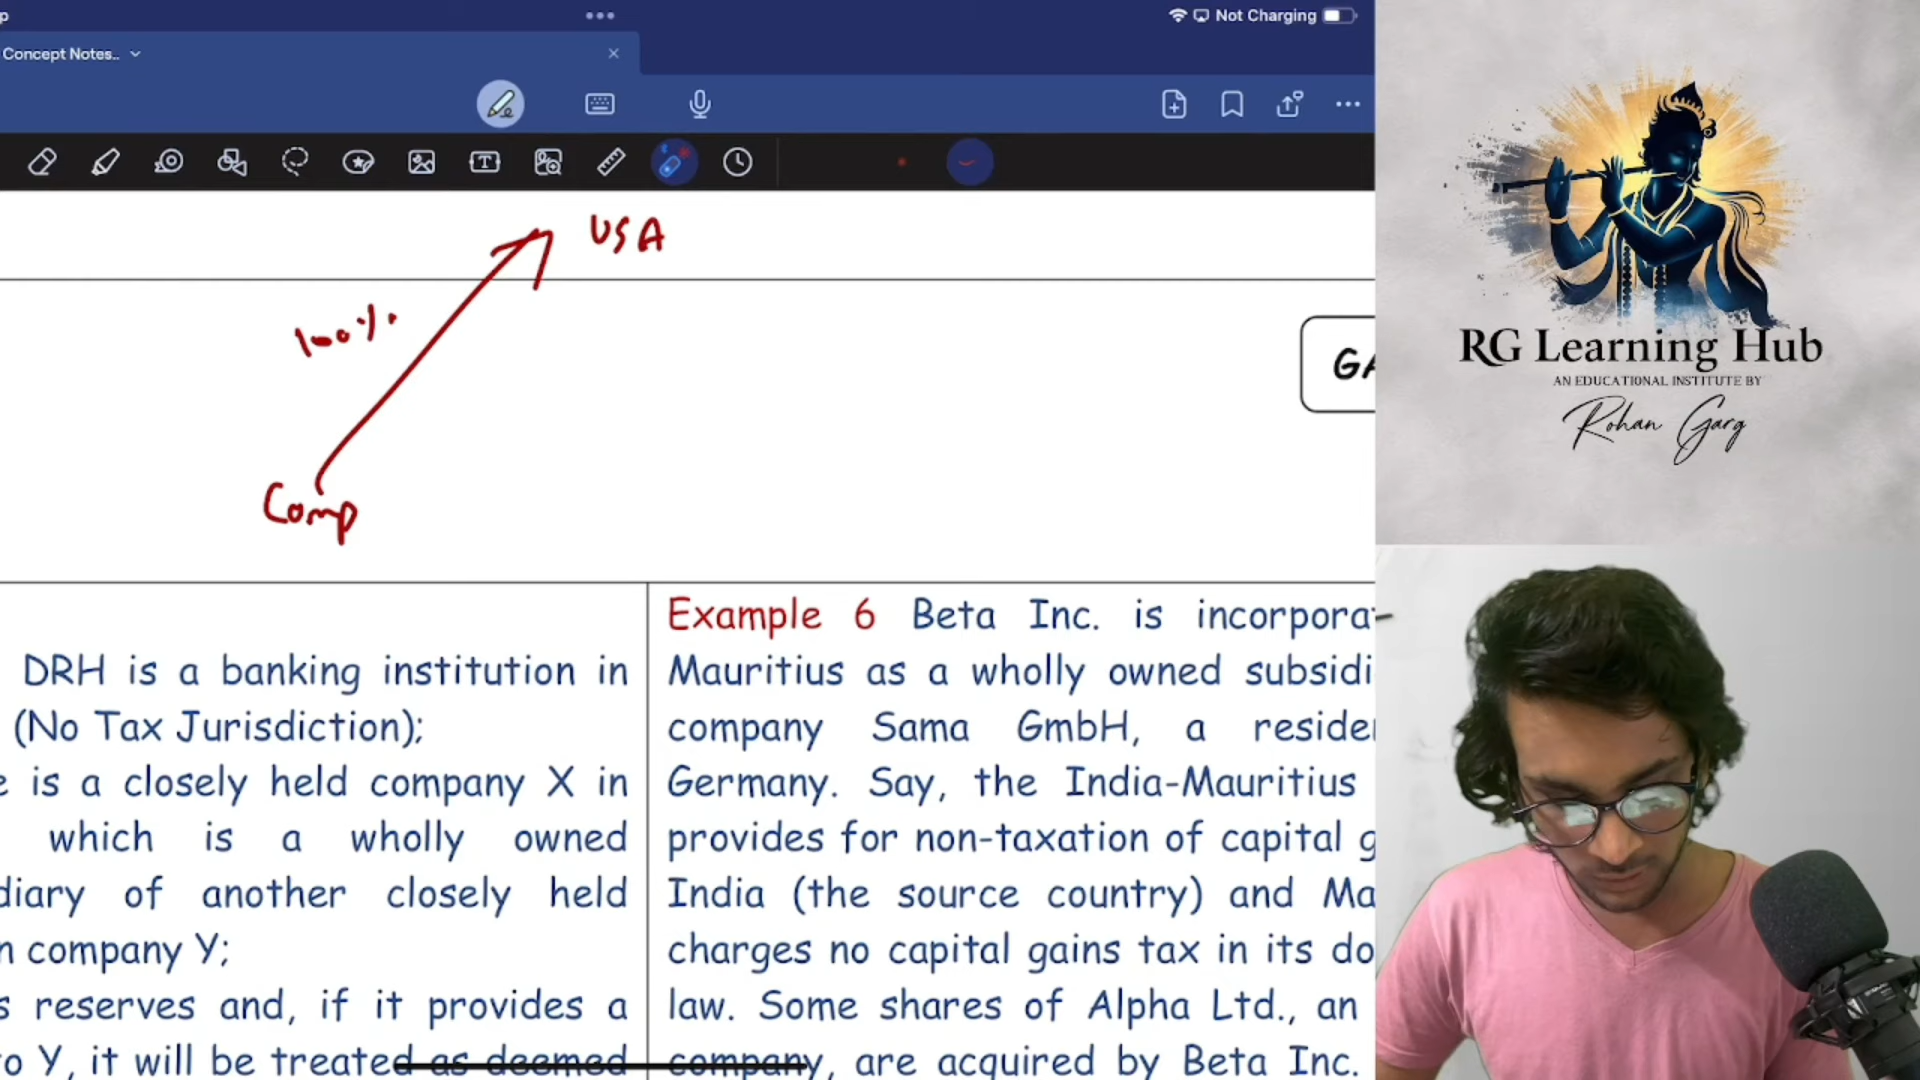 Not Charging
Concept Notes..
USA
100%
Comp
GA
DRH is a banking institution in
(No Tax Jurisdiction);
e is a closely held company X in
which is a wholly owned
diary of another closely held
n company Y;
s reserves and, if it provides a
o Y, it will be treated as deemed
Example 6 Beta Inc. is incorpora
Mauritius as a wholly owned subsidi
company Sama GmbH, a reside
Germany. Say, the India-Mauritius
provides for non-taxation of capital g
India (the source country) and Ma
charges no capital gains tax in its do
law. Some shares of Alpha Ltd., an
company, are acquired by Beta Inc.
RG Learning Hub
AN EDUCATIONAL INSTITUTE BY
Rohan Garg